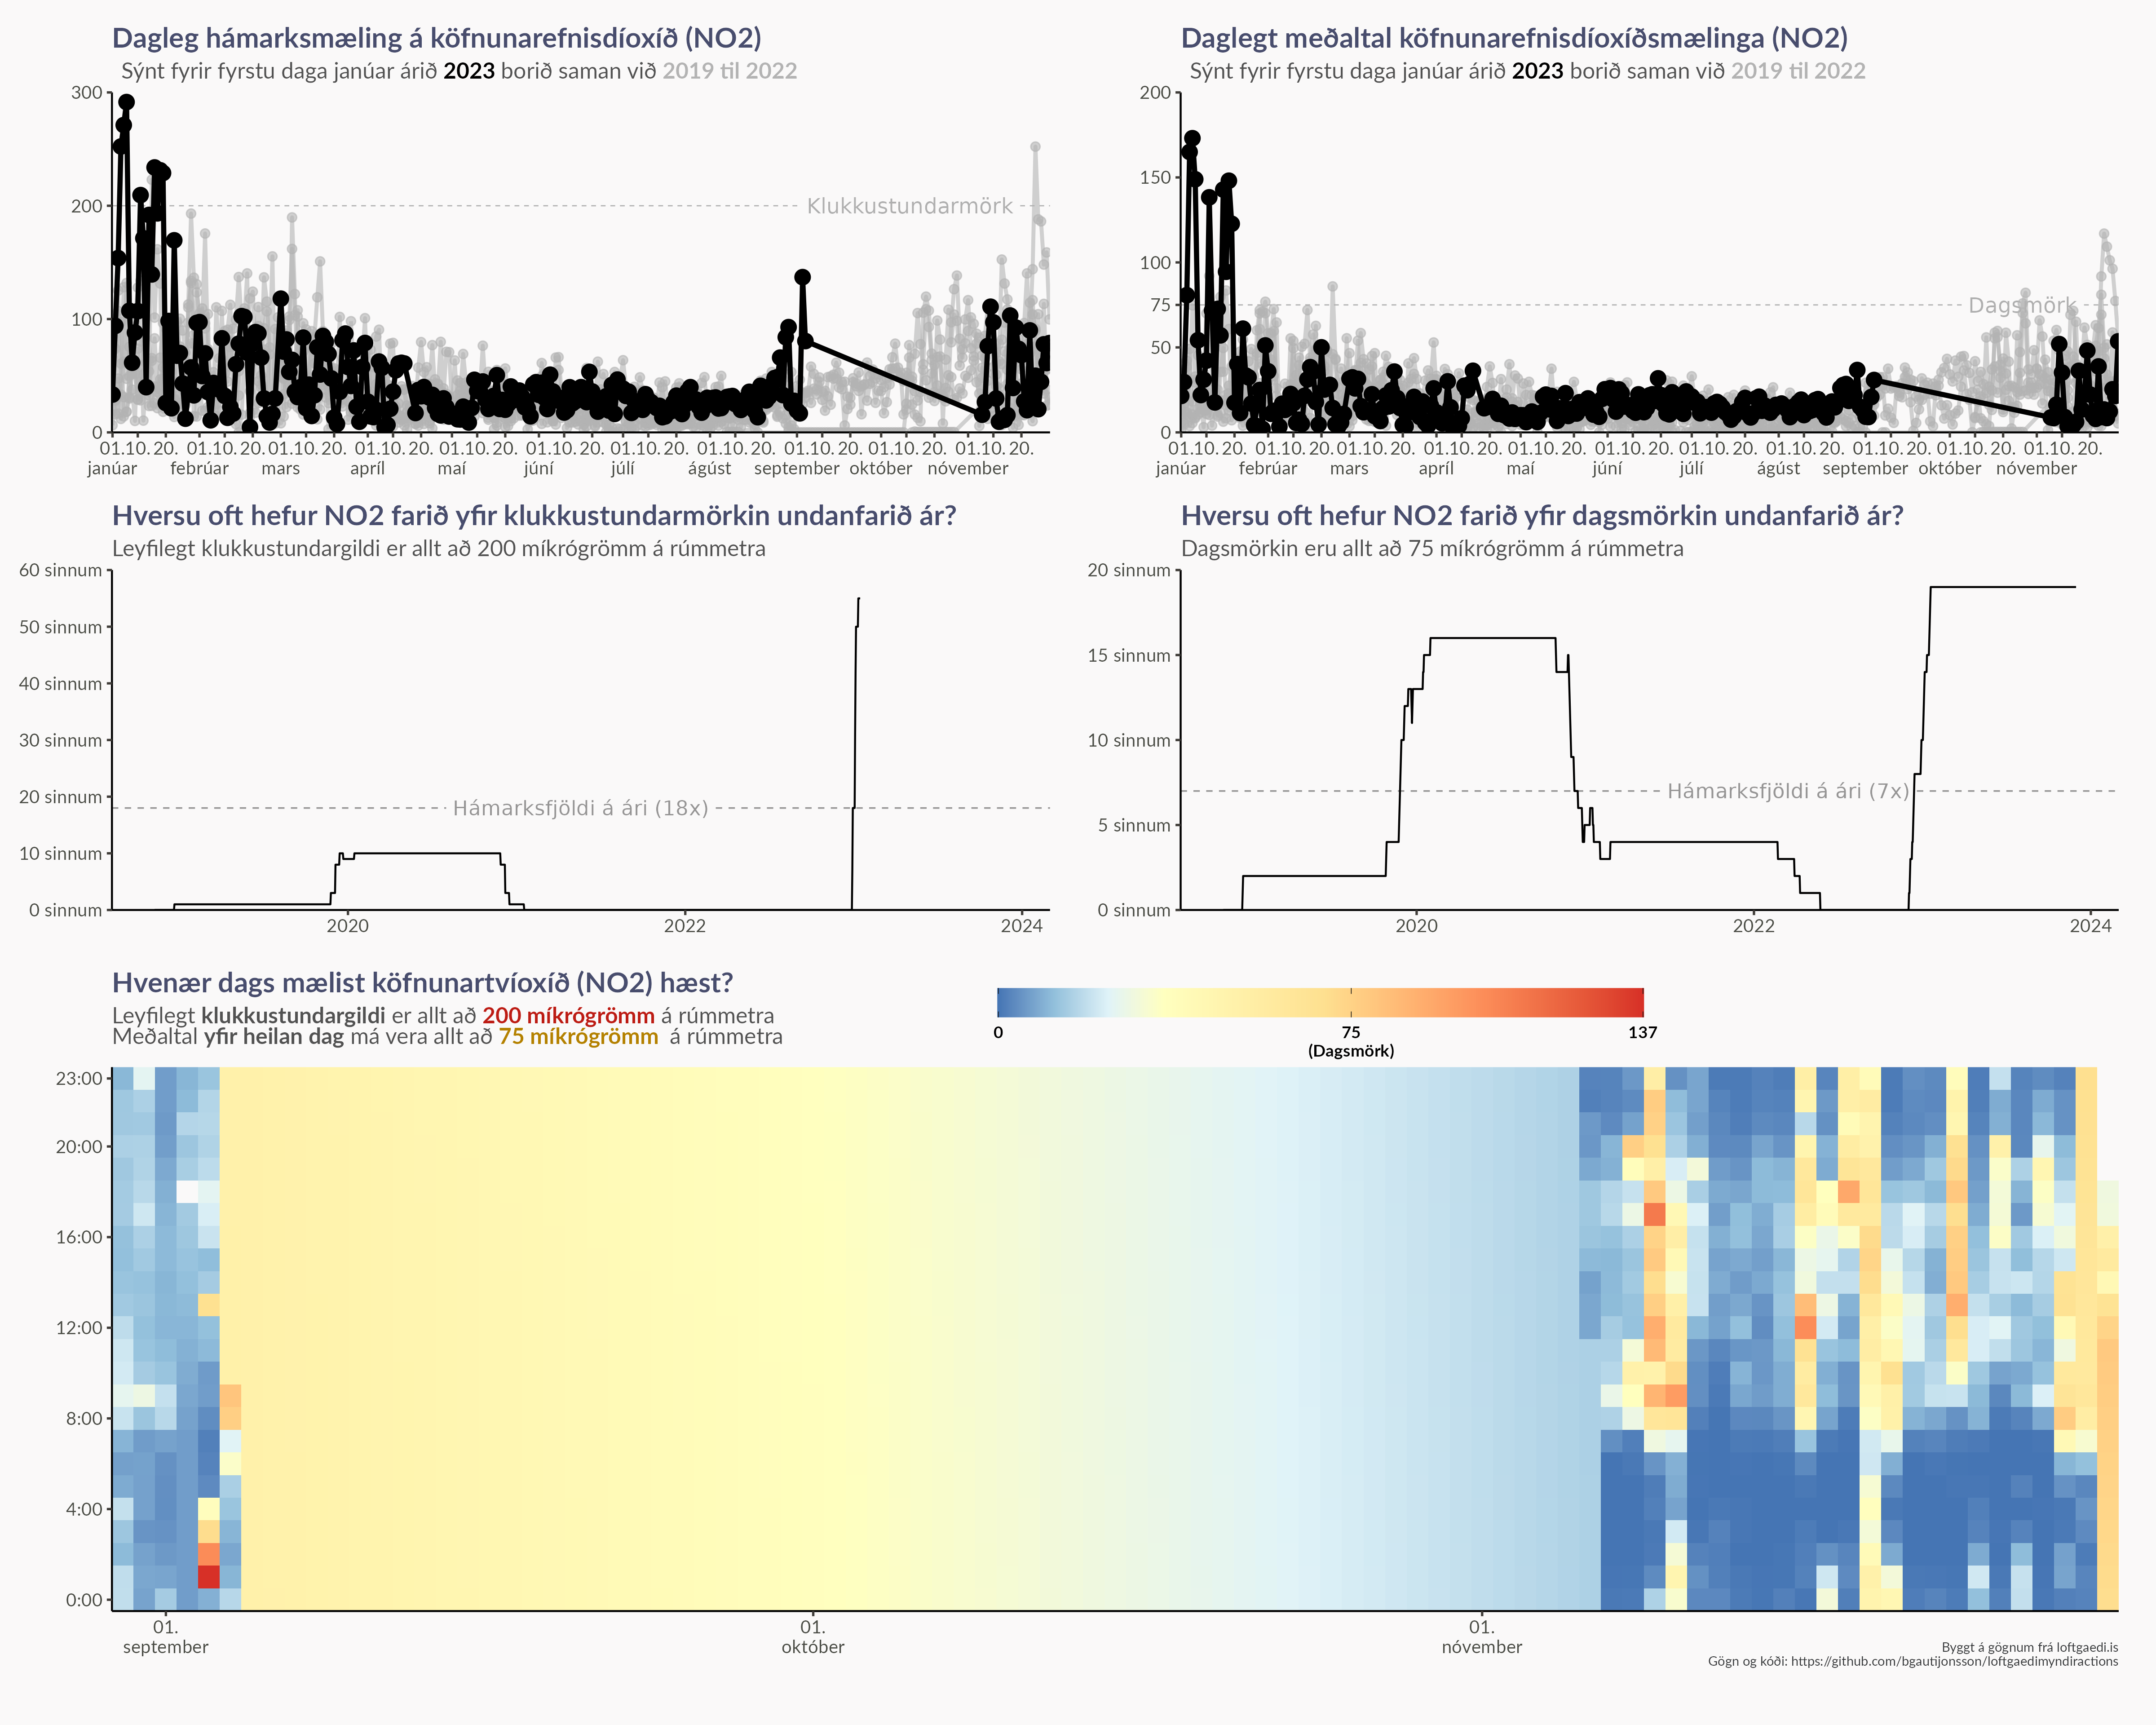 Dagleg hámarksmæling á köfnunarefnisdíoxíð (NO2)
Sýnt fyrir fyrstu daga janúar árið 2023 borið saman við 2019 til 2022
300
200
100
0
Klukkustundarmörk
01.10. 20. 01.10. 20. 01.10. 20. 01.10. 20. 01.10. 20. 01.10. 20. 01.10. 20. 01.10. 20. 01.10. 20. 01.10. 20. 01.10. 20.
janúar febrúar mars apríl maí júní júlí ágúst september október nóvember
Daglegt meðaltal köfnunarefnisdíoxíðsmælinga (NO2)
Sýnt fyrir fyrstu daga janúar árið 2023 borið saman við 2019 til 2022
200
150
100
75
50
0
Dagsmörk
01.10. 20. 01.10. 20. 01.10. 20. 01.10. 20. 01.10. 20. 01.10. 20. 01.10. 20. 01.10. 20. 01.10. 20. 01.10. 20. 01.10. 20.
janúar febrúar mars apríl maí júní júlí ágúst september október nóvember
Hversu oft hefur NO2 farið yfir klukkustundarmörkin undanfarið ár?
Leyfilegt klukkustundargildi er allt að 200 míkrógrömm á rúmmetra
60 sinnum
50 sinnum
40 sinnum
30 sinnum
20 sinnum
10 sinnum
0 sinnum
Hámarksfjöldi á ári (18x)
2020 2022 2024
Hversu oft hefur NO2 farið yfir dagsmörkin undanfarið ár?
Dagsmörkin eru allt að 75 míkrógrömm á rúmmetra
20 sinnum
15 sinnum
10 sinnum
5 sinnum
0 sinnum
Hámarksfjöldi á ári (7x)
2020 2022 2024
Hvenær dags mælist köfnunartvíoxíð (NO2) hæst?
Leyfilegt klukkustundargildi er allt að 200 míkrógrömm á rúmmetra
Meðaltal yfir heilan dag má vera allt að 75 míkrógrömm á rúmmetra
0 75 137
(Dagsmörk)
23:00
20:00
16:00
12:00
8:00
4:00
0:00
01. 01. 01.
september október nóvember
Byggt á gögnum frá loftgaedi.is
Gögn og kóði: https://github.com/bgautijonsson/loftgaedimyndiractions